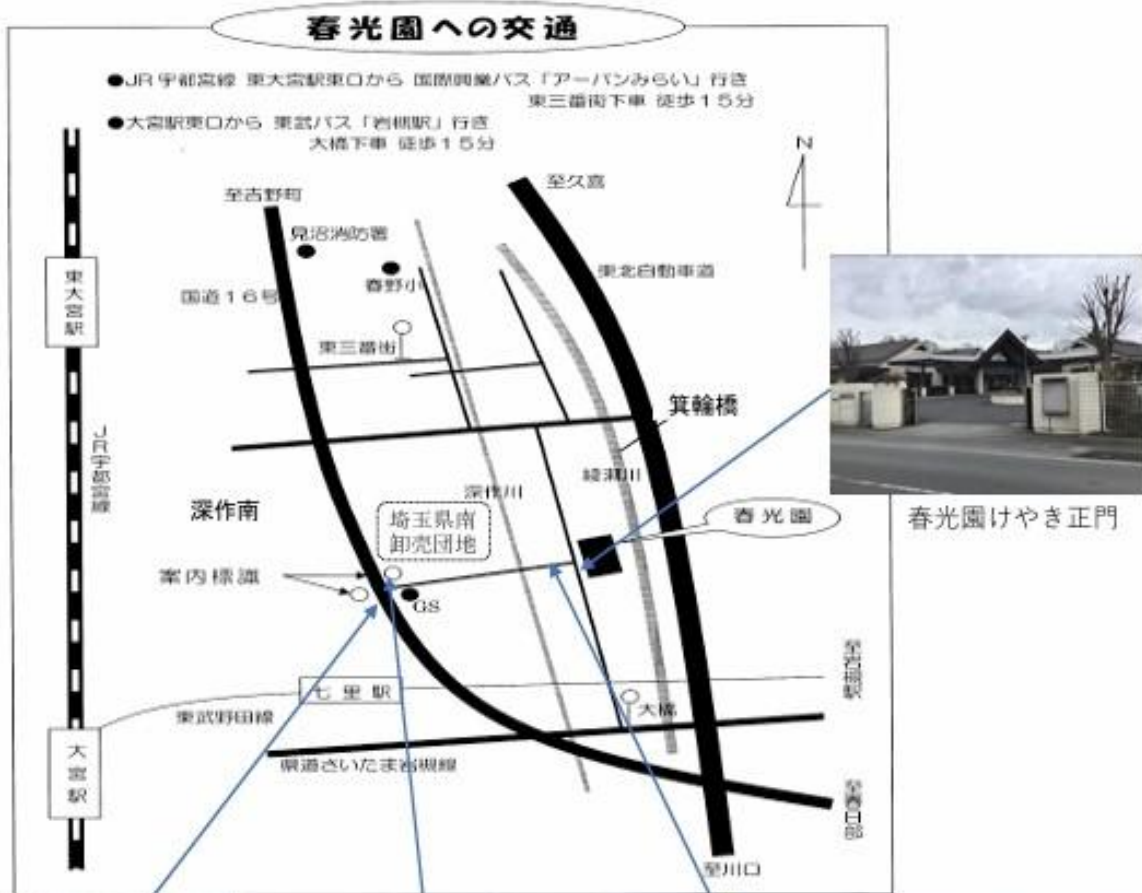 春光園への交通
●JR宇都宮線 東大宮駅東口から 国際興業バス「アーバンみらい」行き
東三番街下車 徒歩15分
●大宮駅東口から 東武バス「岩槻駅」行き
大橋下車 徒歩15分
N
至久喜
至吉野町
見沼消防署
東北自動車道
春野小
国道16号
東大宮駅
東三番街
箕輪橋
JR宇都宮線
綾瀬川
深作川
深作南
埼玉県南
卸売団地
春光園
春光園けやき正門
案内標識
GS
至岩槻駅
七里駅
大橋
東武野田線
大宮駅
県道さいたま岩槻線
至春日部
至川口